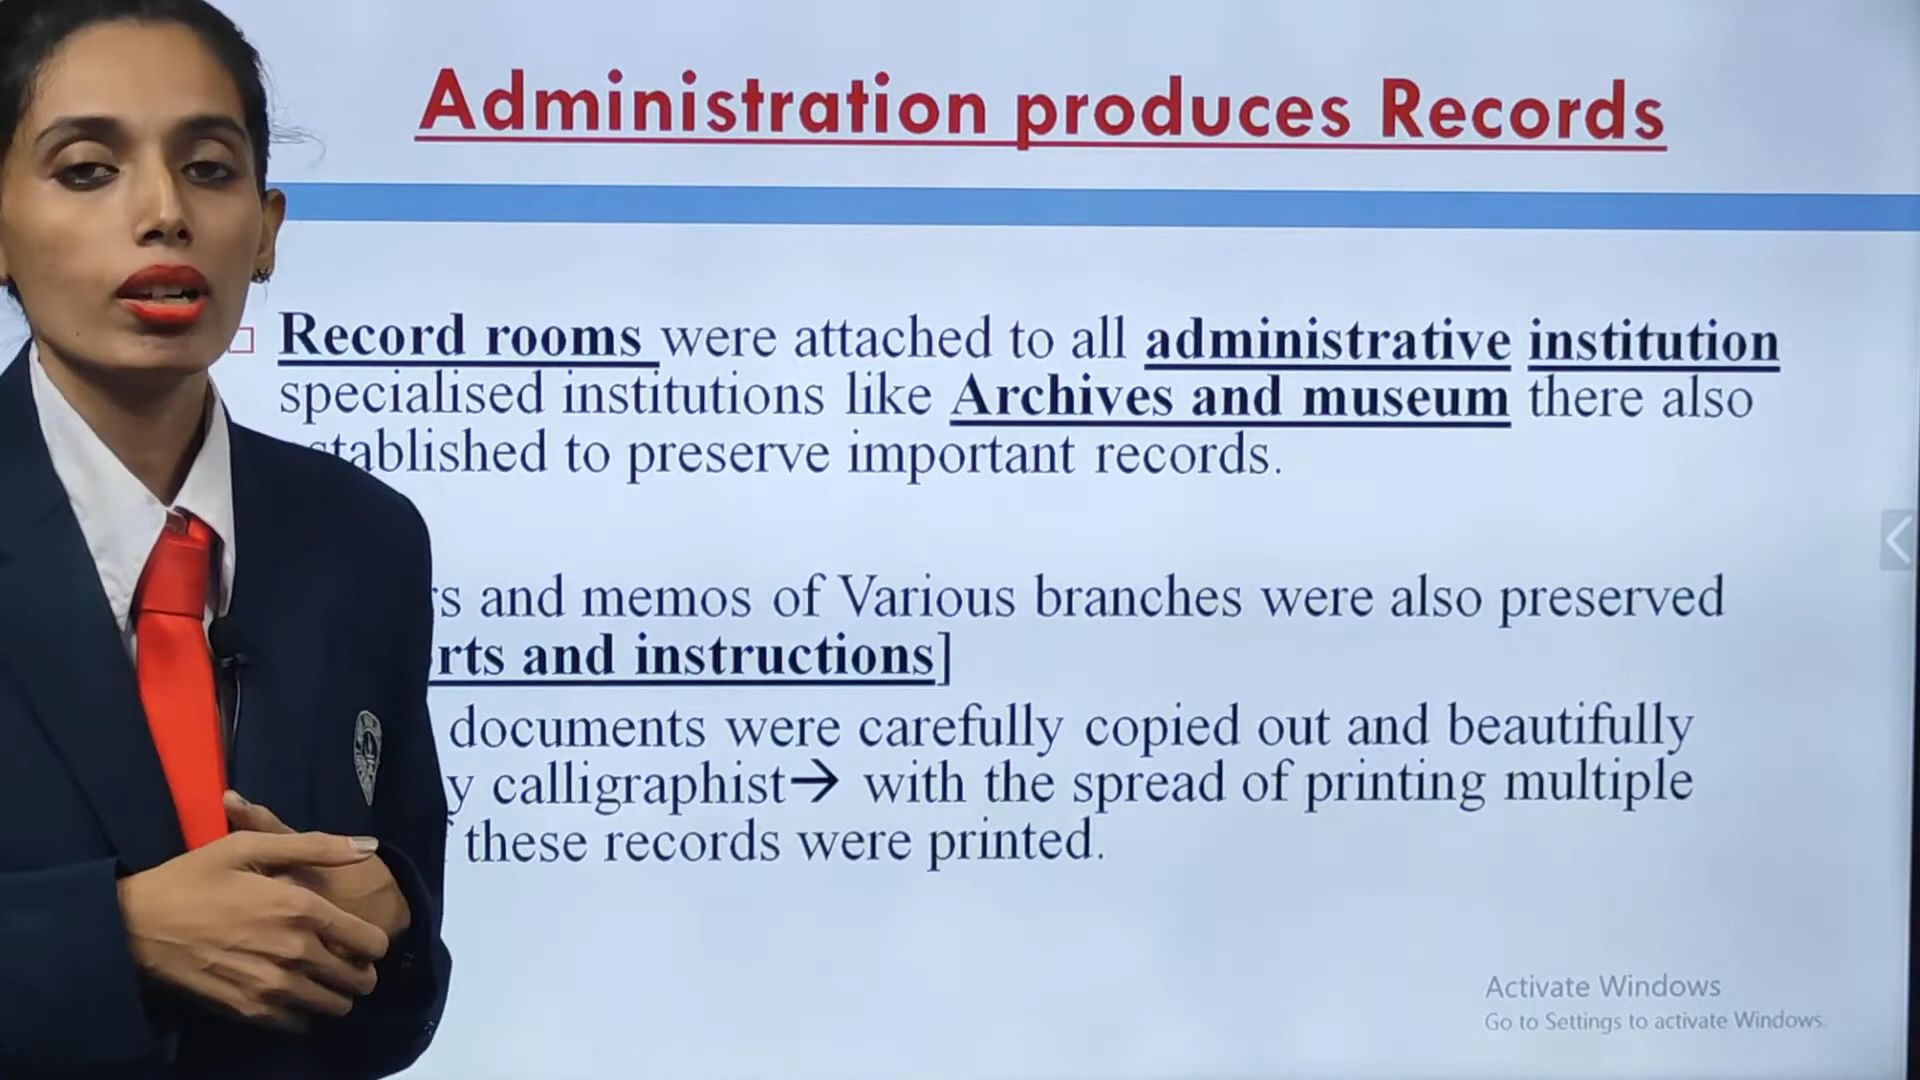 Administration produces Records
Record rooms were attached to all administrative institution
specialised institutions like Archives and museum there also
established to preserve important records.
and memos of Various branches were also preserved
and instructions]
documents were carefully copied out and beautifully
calligraphist→ with the spread of printing multiple
these records were printed.
Activate Windows
Go to Settings to activate Windows.